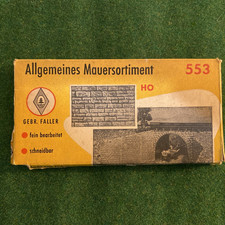 Allgemeines Mauersortiment 553
HO
GEBR. FALLER
fein bearbeitet
schneidbar